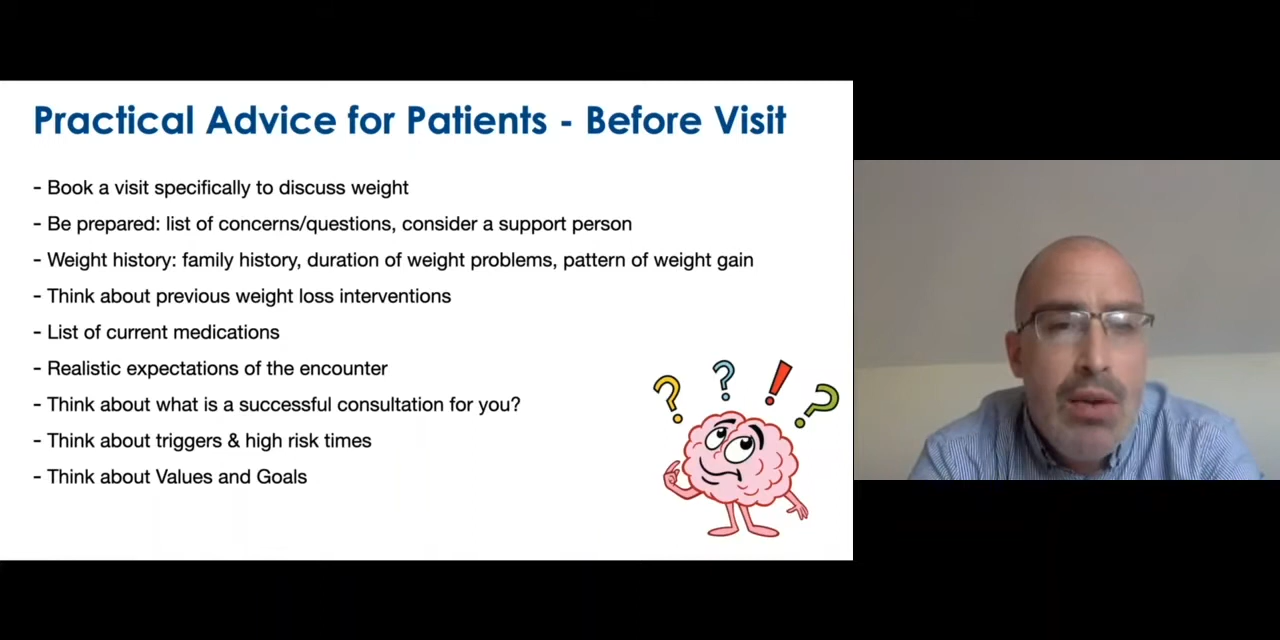 Practical Advice for Patients - Before Visit
- Book a visit specifically to discuss weight
- Be prepared: list of concerns/questions, consider a support person
- Weight history: family history, duration of weight problems, pattern of weight gain
- Think about previous weight loss interventions
- List of current medications
- Realistic expectations of the encounter
- Think about what is a successful consultation for you?
- Think about triggers & high risk times
- Think about Values and Goals